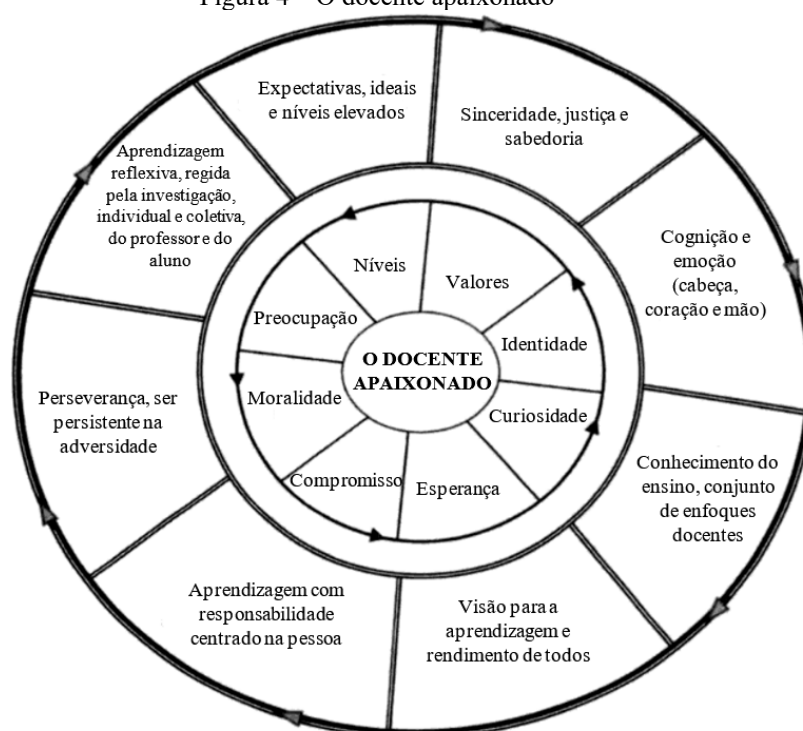 Figura 4 – O docente apaixonado
Expectativas, ideais
e níveis elevados
Sinceridade, justiça e
sabedoria
Aprendizagem
reflexiva, regida
pela investigação,
individual e coletiva,
do professor e do
aluno
Cognição e
emoção
(cabeça,
coração e mão)
Níveis
Valores
Preocupação
Identidade
O DOCENTE
APAIXONADO
Moralidade
Curiosidade
Compromisso
Esperança
Perseverança, ser
persistente na
adversidade
Conhecimento do
ensino, conjunto
de enfoques
docentes
Aprendizagem com
responsabilidade
centrado na pessoa
Visão para a
aprendizagem e
rendimento de todos